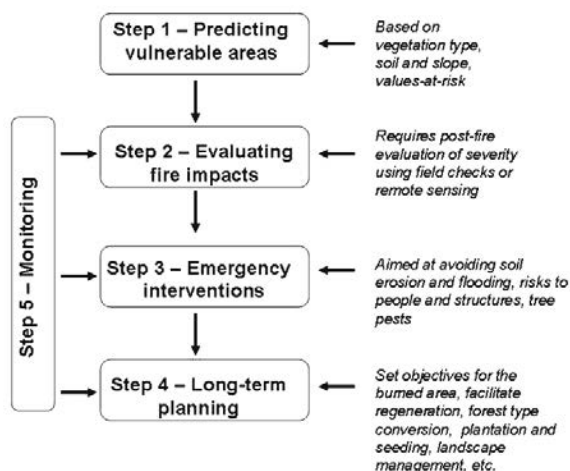 Step 1 – Predicting
vulnerable areas
Based on
vegetation type,
soil and slope,
values-at-risk
Step 5 – Monitoring
Step 2 – Evaluating
fire impacts
Requires post-fire
evaluation of severity
using field checks or
remote sensing
Step 3 – Emergency
interventions
Aimed at avoiding soil
erosion and flooding, risks to
people and structures, tree
pests
Step 4 – Long-term
planning
Set objectives for the
burned area, facilitate
regeneration, forest type
conversion, plantation and
seeding, landscape
management, etc.